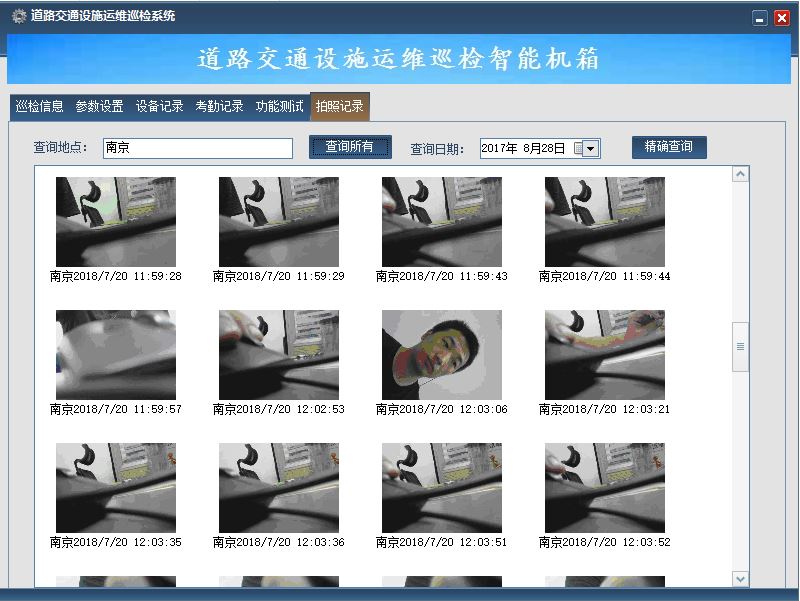 道路交通设施运维巡检系统
道路交通设施运维巡检智能机箱
巡检信息 参数设置 设备记录 考勤记录 功能测试 拍照记录
查询地点： 南京 查询所有 查询日期： 2017年 8月28日 精确查询
南京2018/7/20 11:59:28 南京2018/7/20 11:59:29 南京2018/7/20 11:59:43 南京2018/7/20 11:59:44
南京2018/7/20 11:59:57 南京2018/7/20 12:02:53 南京2018/7/20 12:03:06 南京2018/7/20 12:03:21
南京2018/7/20 12:03:35 南京2018/7/20 12:03:36 南京2018/7/20 12:03:51 南京2018/7/20 12:03:52